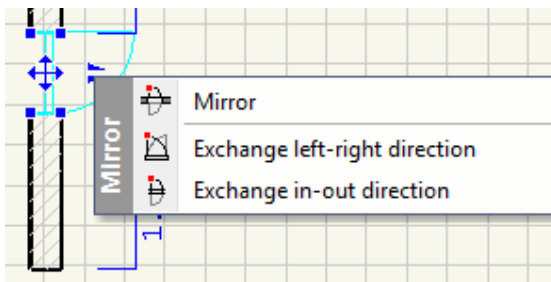 Mirror
Mirror
Exchange left-right direction
Exchange in-out direction